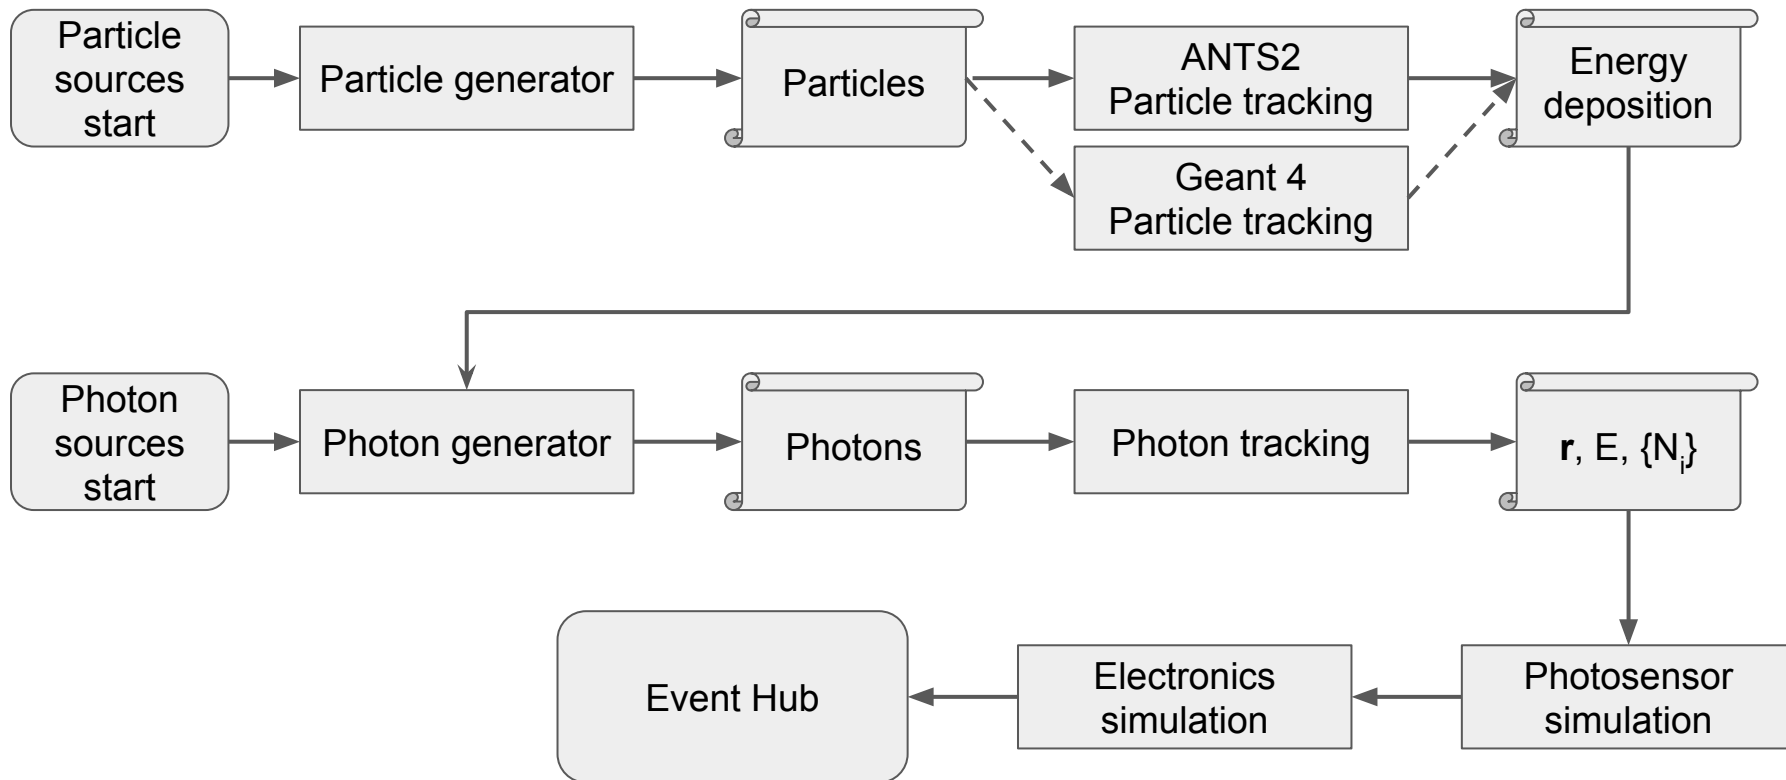 Particle
sources
start
Particle generator
Particles
ANTS2
Particle tracking
Geant 4
Particle tracking
Energy
deposition
Photon
sources
start
Photon generator
Photons
Photon tracking
r, E, {Nᵢ}
Event Hub
Electronics
simulation
Photosensor
simulation